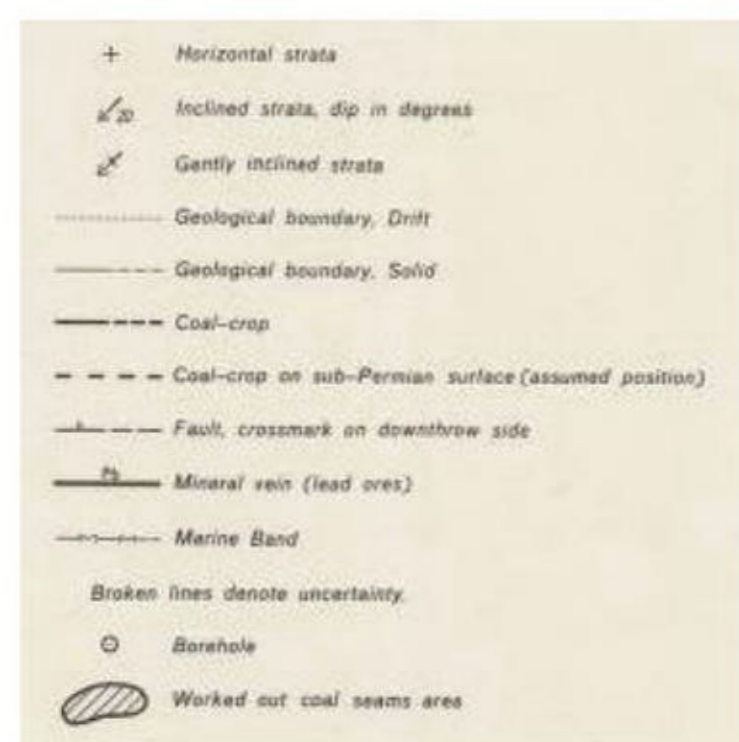 + Horizontal strata
20 Inclined strata, dip in degrees
Gently inclined strata
Geological boundary, Drift
Geological boundary, Solid
Coal-crop
Coal-crop on sub-Permian surface (assumed position)
Fault, crossmark on downthrow side
Pb Mineral vein (lead ores)
Marine Band
Broken lines denote uncertainty.
Borehole
Worked out coal seams area